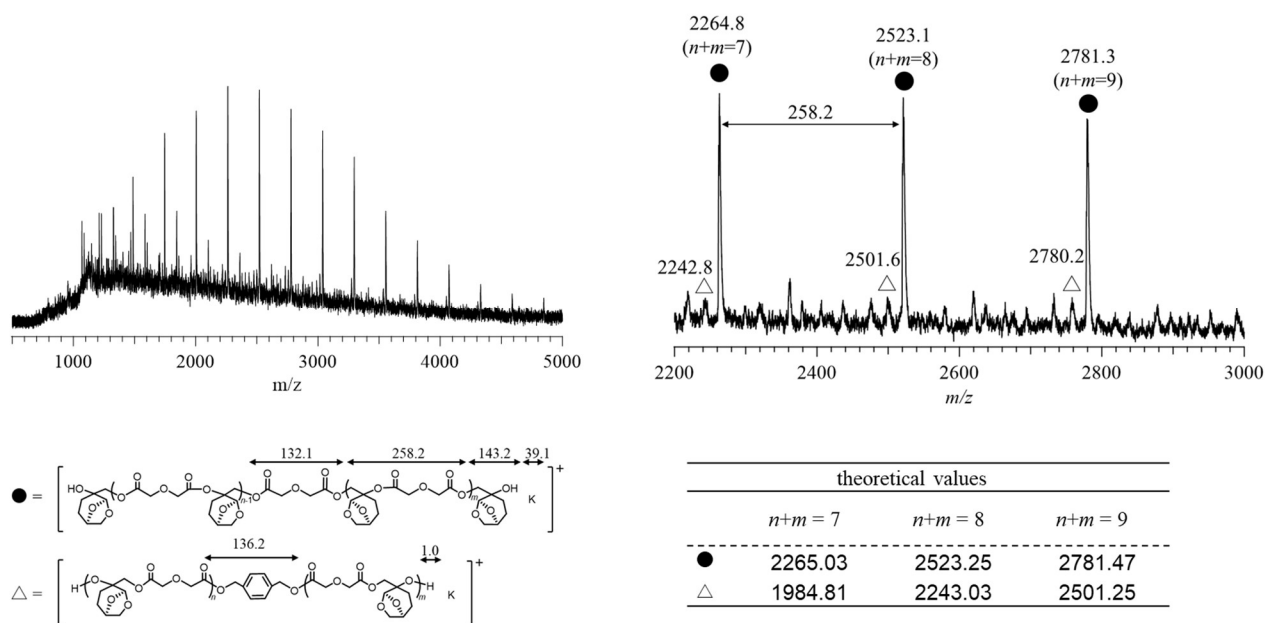 1000 2000 3000 4000 5000
m/z
2264.8
(n+m=7)
2523.1
(n+m=8)
2781.3
(n+m=9)
258.2
2242.8
2501.6
2780.2
2200 2400 2600 2800 3000
m/z
132.1 258.2 143.2 39.1
● = [ HO O O O O O O n-1 O O O O O O O O O m OH K ]+
136.2 1.0
△ = [ H O O O O O n O O O O O O m H K ]+
theoretical values
n+m = 7 n+m = 8 n+m = 9
● 2265.03 2523.25 2781.47
△ 1984.81 2243.03 2501.25